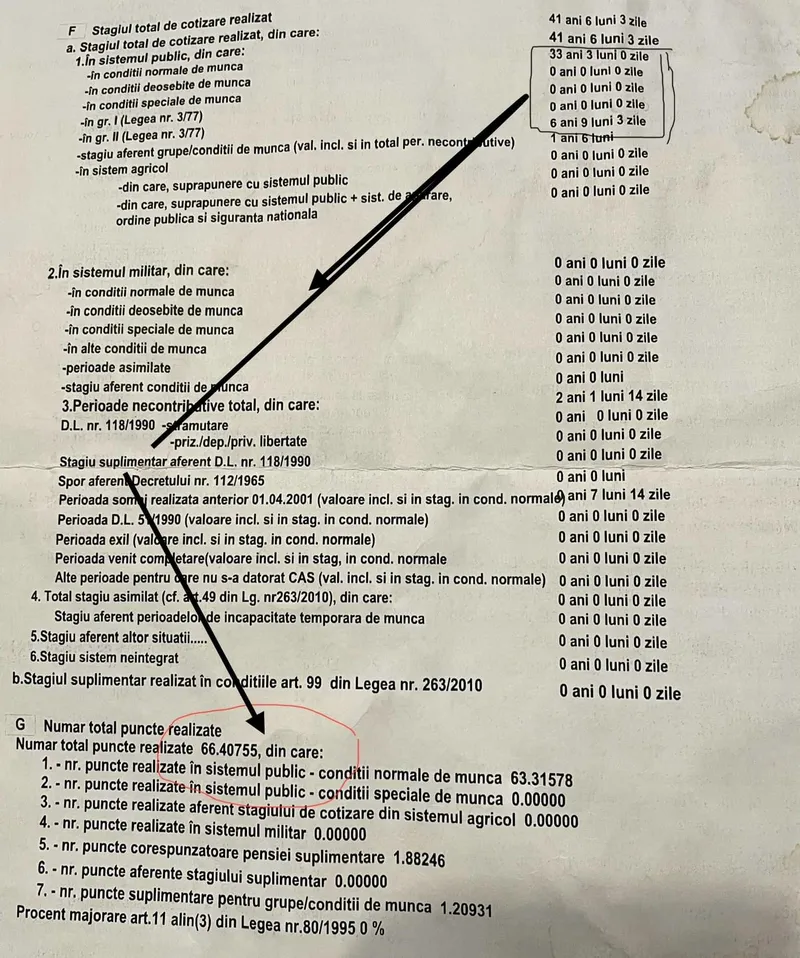 F Stagiul total de cotizare realizat 41 ani 6 luni 3 zile
a. Stagiul total de cotizare realizat, din care: 41 ani 6 luni 3 zile
1.În sistemul public, din care: 33 ani 3 luni 0 zile
-în conditii normale de munca 0 ani 0 luni 0 zile
-în conditii deosebite de munca 0 ani 0 luni 0 zile
-în conditii speciale de munca 0 ani 0 luni 0 zile
-în gr. I (Legea nr. 3/77) 6 ani 9 luni 3 zile
-în gr. II (Legea nr. 3/77) 1 ani 6 luni
-stagiu aferent grupe/conditii de munca (val. incl. si in total per. necontributive) 0 ani 0 luni 0 zile
-în sistem agricol 0 ani 0 luni 0 zile
-din care, suprapunere cu sistemul public 0 ani 0 luni 0 zile
-din care, suprapunere cu sistemul public + sist. de aparare,
ordine publica si siguranta nationala
2.În sistemul militar, din care: 0 ani 0 luni 0 zile
-în conditii normale de munca 0 ani 0 luni 0 zile
-în conditii deosebite de munca 0 ani 0 luni 0 zile
-în conditii speciale de munca 0 ani 0 luni 0 zile
-în alte conditii de munca 0 ani 0 luni 0 zile
-perioade asimilate 0 ani 0 luni 0 zile
-stagiu aferent conditii de munca 0 ani 0 luni
3.Perioade necontributive total, din care: 2 ani 1 luni 14 zile
D.L. nr. 118/1990 -stramutare 0 ani 0 luni 0 zile
-priz./dep./priv. libertate 0 ani 0 luni 0 zile
Stagiu suplimentar aferent D.L. nr. 118/1990 0 ani 0 luni 0 zile
Spor aferent Decretului nr. 112/1965 0 ani 0 luni
Perioada somaj realizata anterior 01.04.2001 (valoare incl. si in stag. in cond. normale) 0 ani 7 luni 14 zile
Perioada D.L. /1990 (valoare incl. si in stag. in cond. normale) 0 ani 0 luni 0 zile
Perioada exil (valoare incl. si in stag. in cond. normale) 0 ani 0 luni 0 zile
Perioada venit completare(valoare incl. si in stag, in cond. normale 0 ani 0 luni 0 zile
Alte perioade pentru care nu s-a datorat CAS (val. incl. si in stag. in cond. normale) 0 ani 0 luni 0 zile
4. Total stagiu asimilat (cf. art.49 din Lg. nr263/2010), din care: 0 ani 0 luni 0 zile
Stagiu aferent perioadelor de incapacitate temporara de munca 0 ani 0 luni 0 zile
5.Stagiu aferent altor situatii..... 0 ani 0 luni 0 zile
6.Stagiu sistem neintegrat 0 ani 0 luni 0 zile
b.Stagiul suplimentar realizat în conditiile art. 99 din Legea nr. 263/2010 0 ani 0 luni 0 zile
G Numar total puncte realizate
Numar total puncte realizate 66.40755, din care:
1. - nr. puncte realizate în sistemul public - conditii normale de munca 63.31578
2. - nr. puncte realizate în sistemul public - conditii speciale de munca 0.00000
3. - nr. puncte realizate aferent stagiului de cotizare din sistemul agricol 0.00000
4. - nr. puncte realizate în sistemul militar 0.00000
5. - nr. puncte corespunzatoare pensiei suplimentare 1.88246
6. - nr. puncte aferente stagiului suplimentar 0.00000
7. - nr. puncte suplimentare pentru grupe/conditii de munca 1.20931
Procent majorare art.11 alin(3) din Legea nr.80/1995 0 %